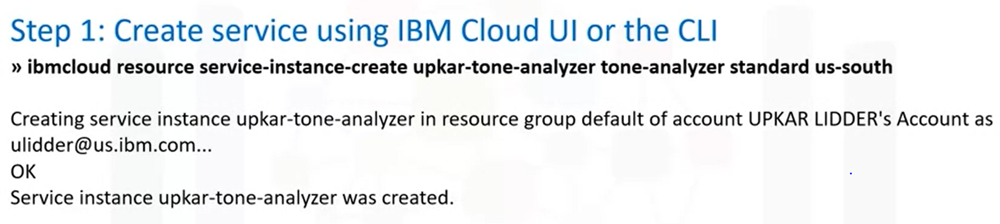 Step 1: Create service using IBM Cloud UI or the CLI
» ibmcloud resource service-instance-create upkar-tone-analyzer tone-analyzer standard us-south
Creating service instance upkar-tone-analyzer in resource group default of account UPKAR LIDDER's Account as
ulidder@us.ibm.com...
OK
Service instance upkar-tone-analyzer was created.